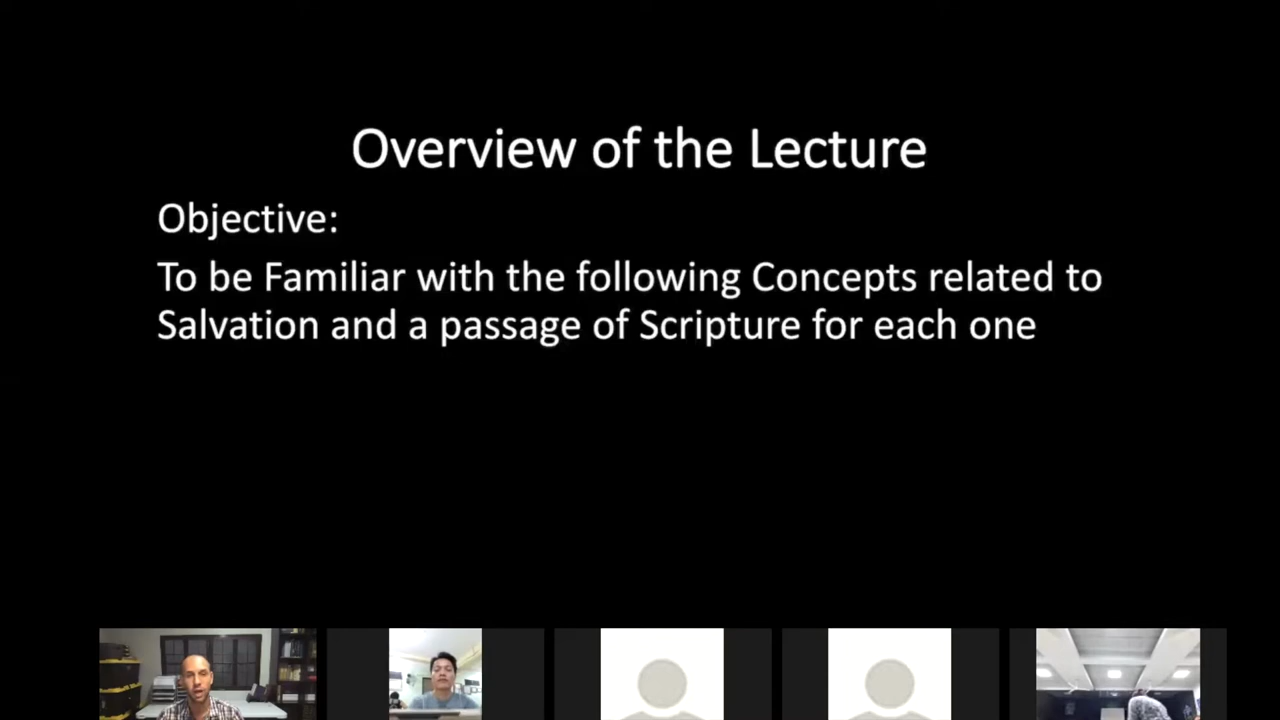 Overview of the Lecture
Objective:
To be Familiar with the following Concepts related to
Salvation and a passage of Scripture for each one